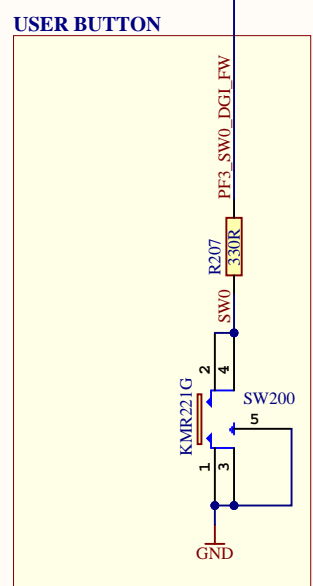 USER BUTTON
PF3_SW0_DGI_FW
R207
330R
SW0
2
4
KMR221G
SW200
5
1
3
GND